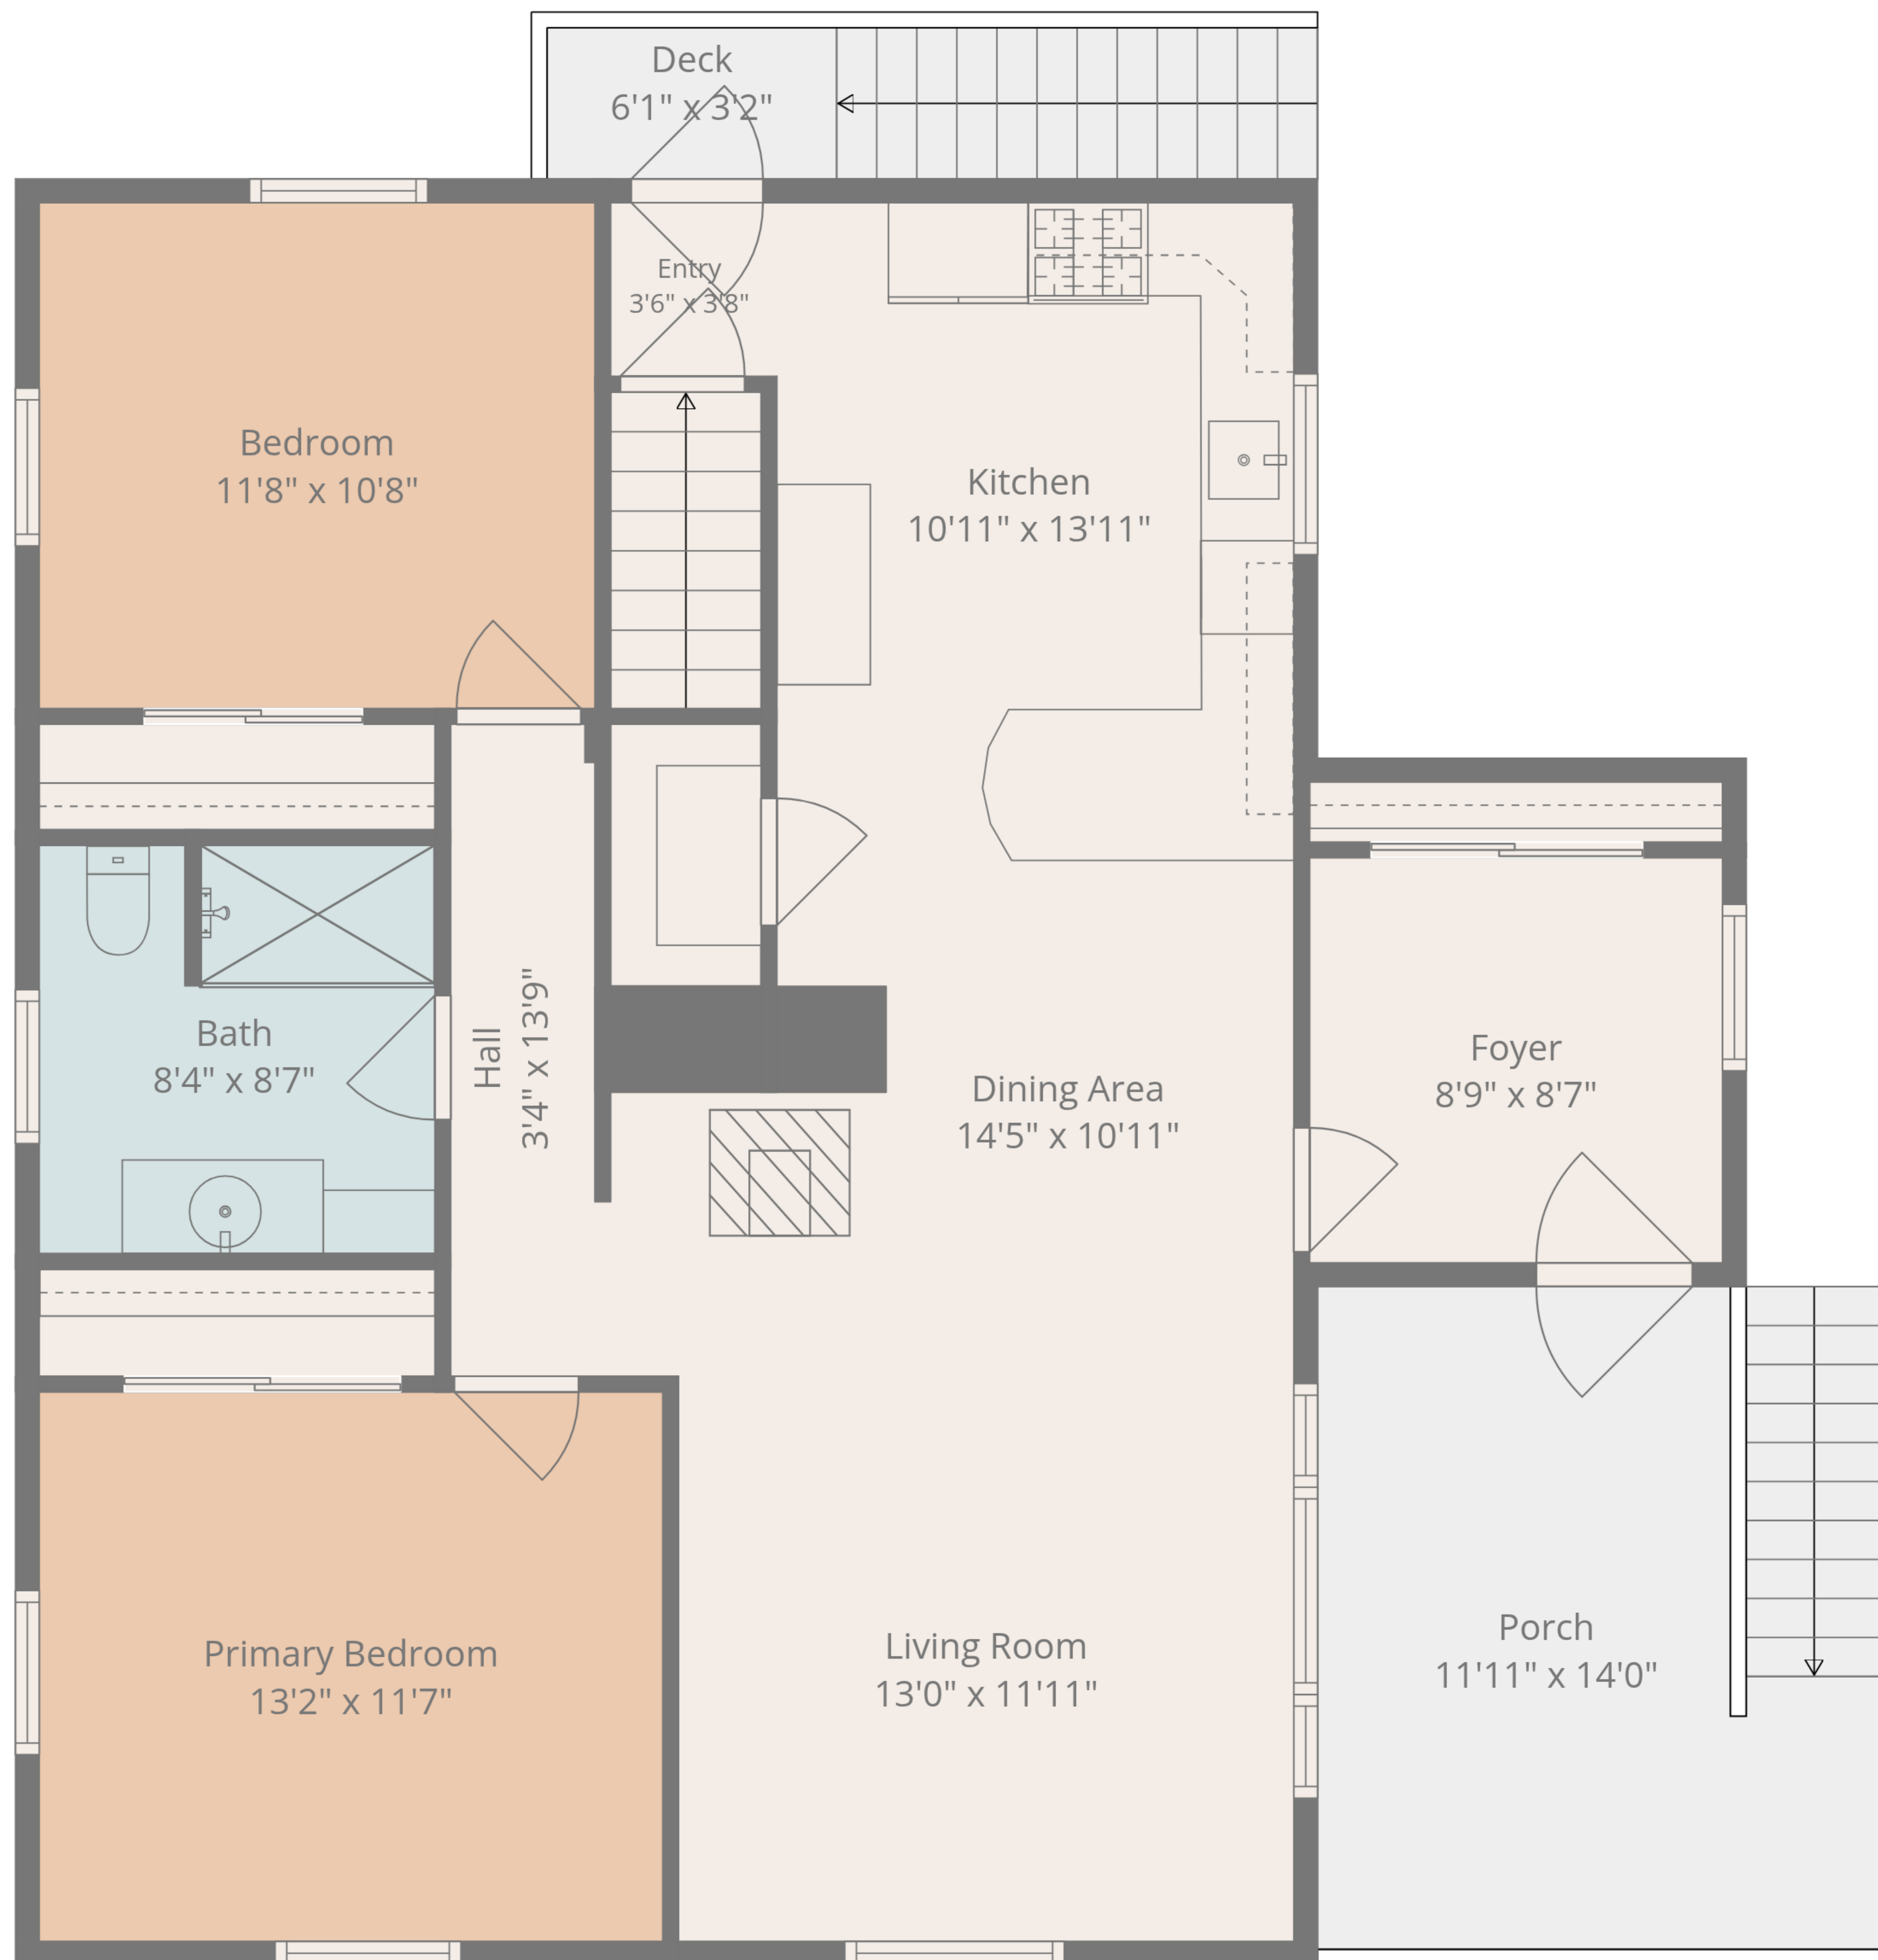 Deck
6'1" x 3'2"
Entry
3'6" x 3'8"
Bedroom
11'8" x 10'8"
Kitchen
10'11" x 13'11"
Bath
8'4" x 8'7"
Hall
3'4" x 13'9"
Dining Area
14'5" x 10'11"
Foyer
8'9" x 8'7"
Primary Bedroom
13'2" x 11'7"
Living Room
13'0" x 11'11"
Porch
11'11" x 14'0"